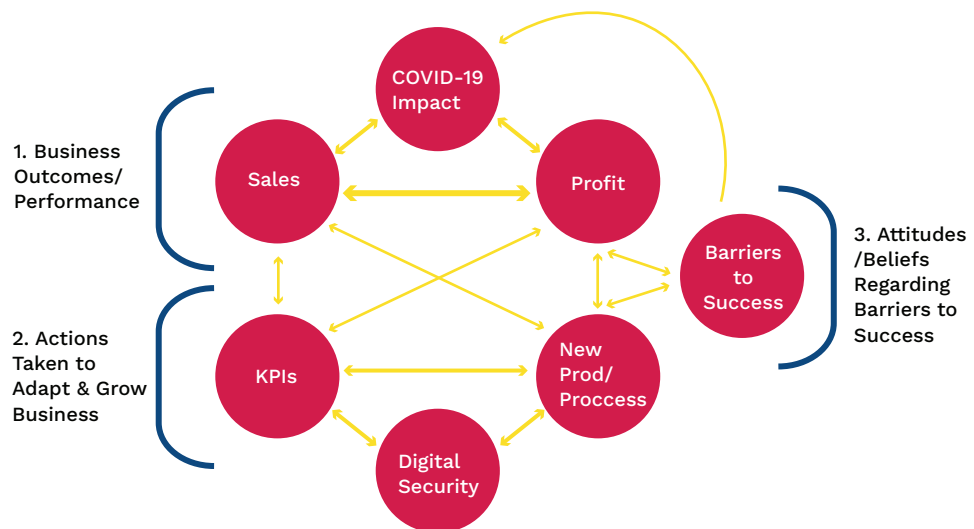 COVID-19
Impact
1. Business
Outcomes/
Performance
Sales
Profit
Barriers
to
Success
3. Attitudes
/Beliefs
Regarding
Barriers to
Success
2. Actions
Taken to
Adapt & Grow
Business
KPIs
New
Prod/
Proccess
Digital
Security